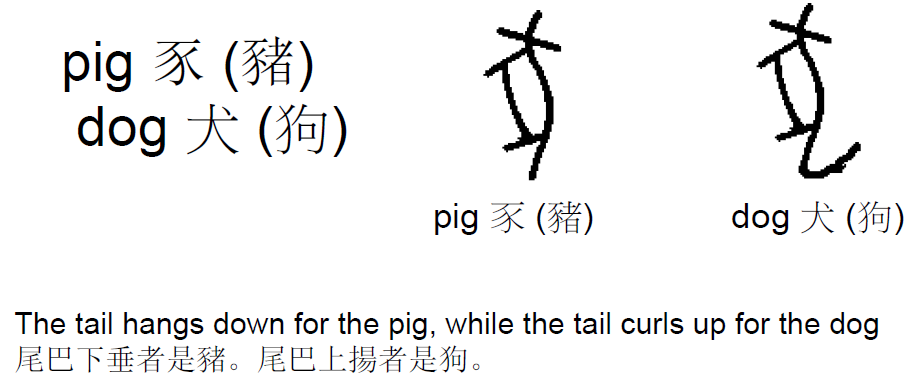 pig 豕 (豬)
dog 犬 (狗)
pig 豕 (豬)
dog 犬 (狗)
The tail hangs down for the pig, while the tail curls up for the dog
尾巴下垂者是豬。尾巴上揚者是狗。